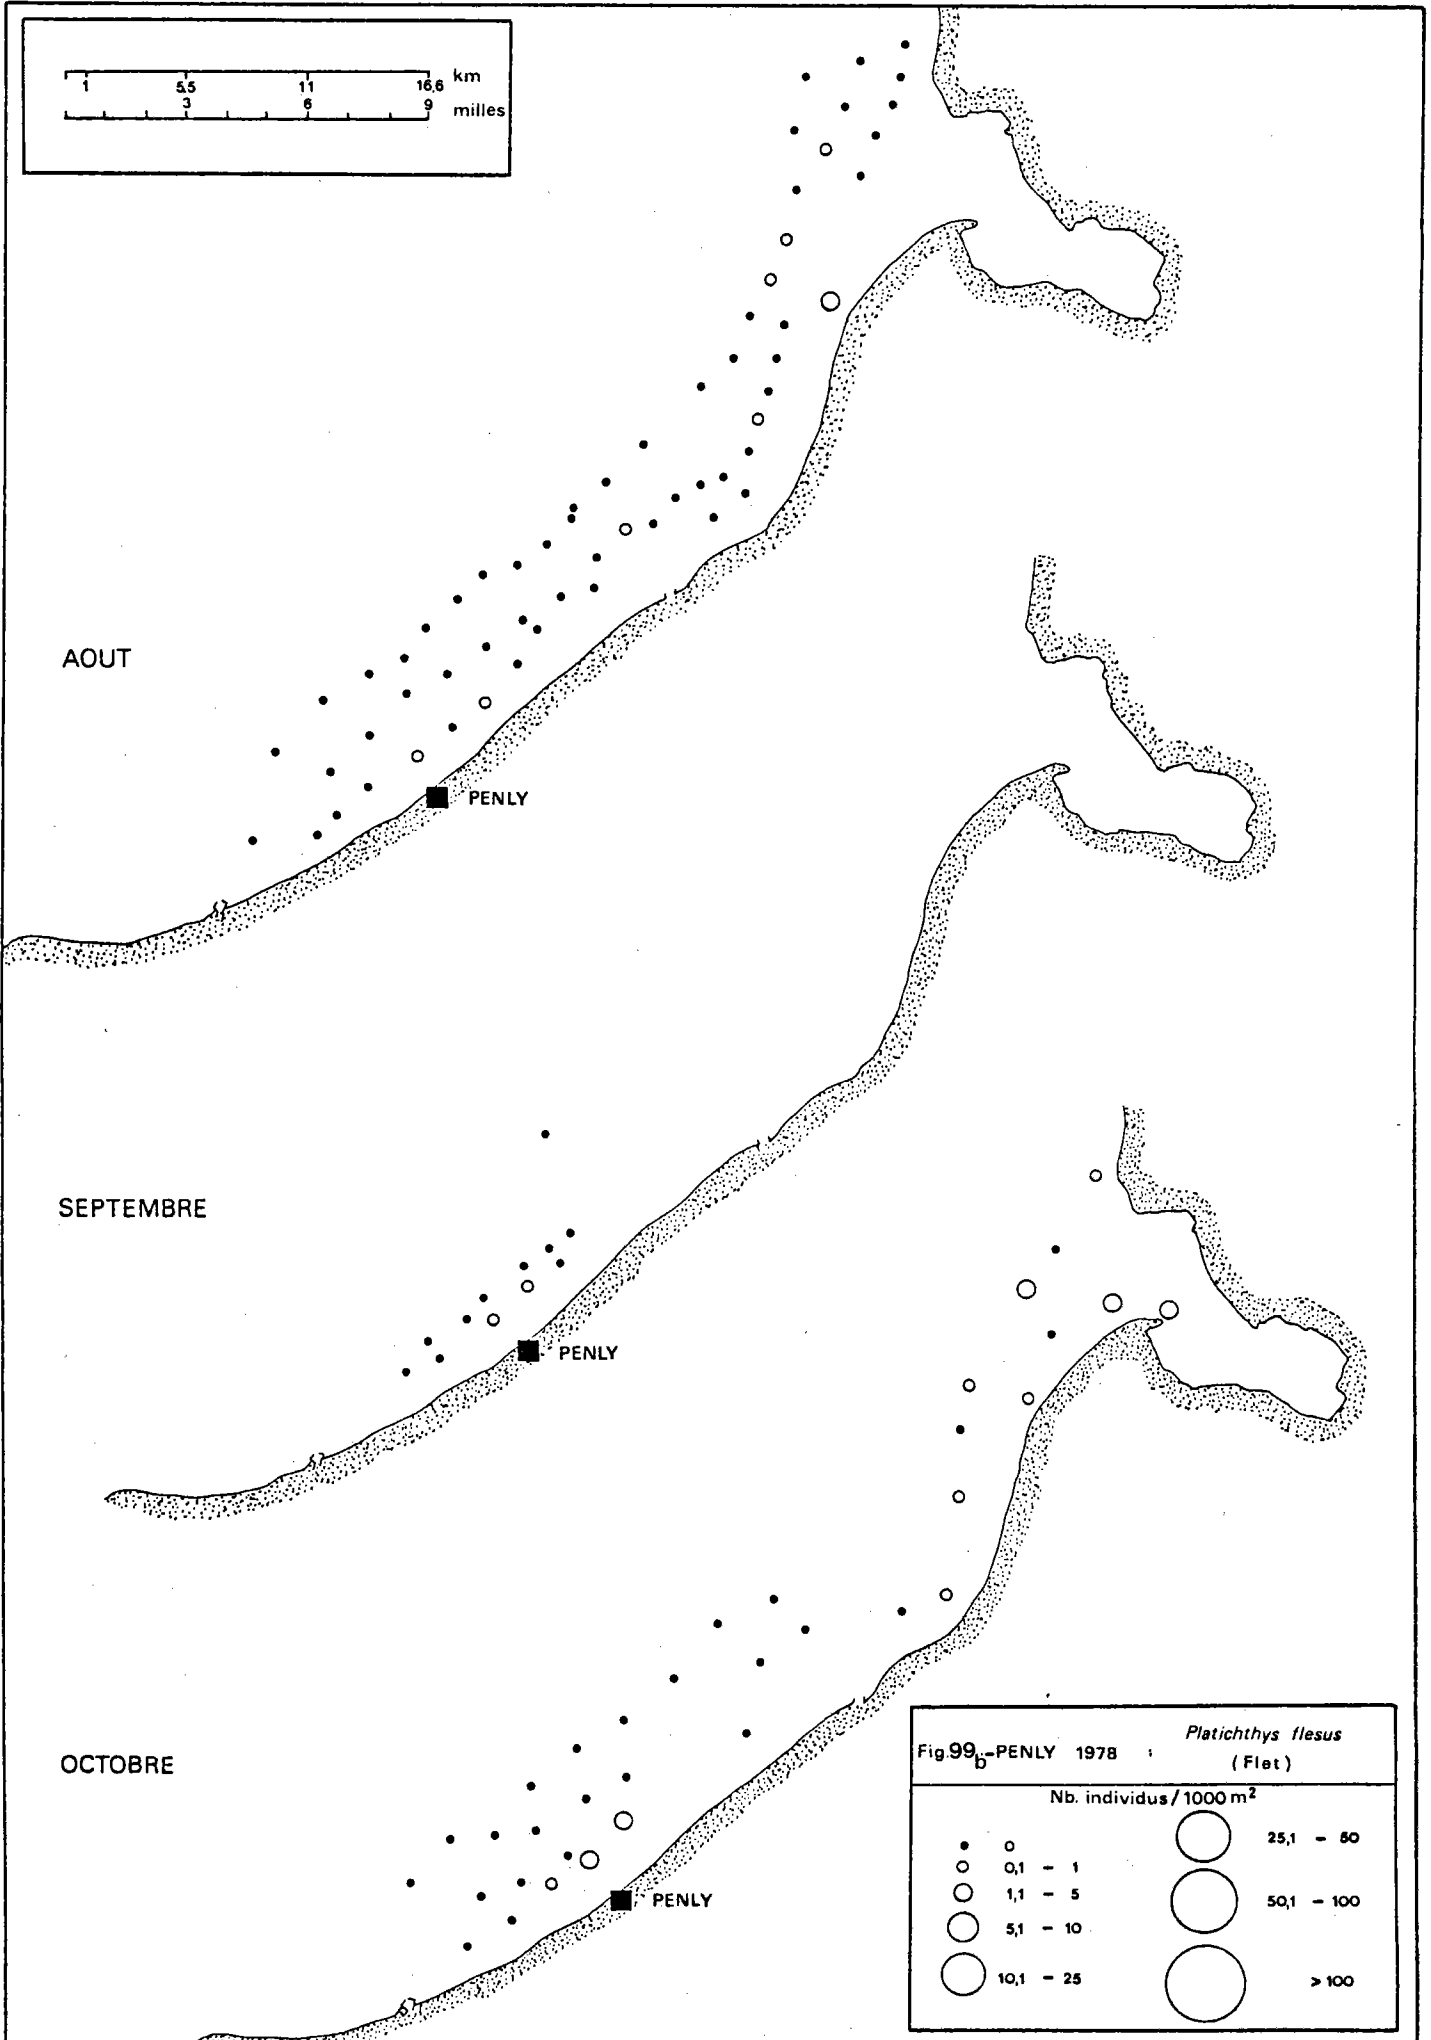 1 5,5 11 16,6 km
3 6 9 milles
AOUT
PENLY
SEPTEMBRE
PENLY
OCTOBRE
PENLY
Fig.99b-PENLY 1978
Platichthys flesus
(Flet)
Nb. individus/1000 m²
0
0,1 - 1
1,1 - 5
5,1 - 10
10,1 - 25
25,1 - 50
50,1 - 100
>100